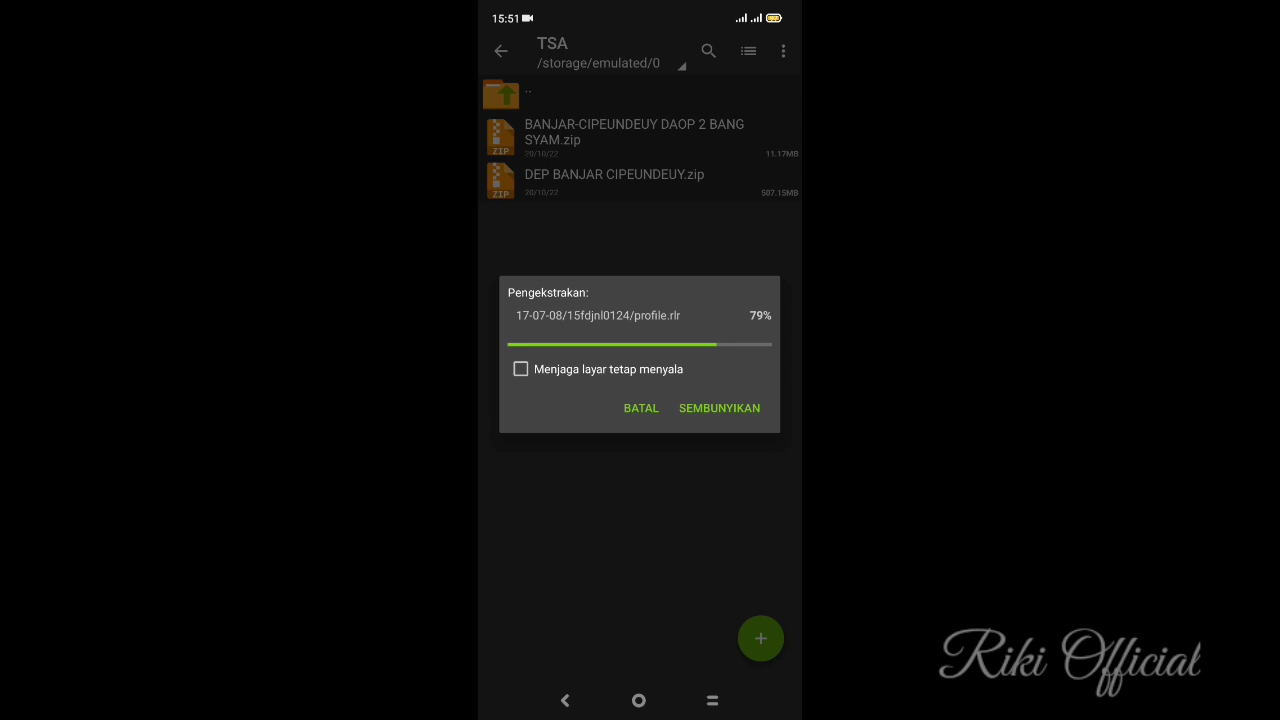 15:51
TSA
/storage/emulated/0
..
BANJAR-CIPEUNDEUY DAOP 2 BANG
SYAM.zip
20/10/22
11.17MB
ZIP
DEP BANJAR CIPEUNDEUY.zip
20/10/22
507.15MB
ZIP
Pengekstrakan:
17-07-08/15fdjnl0124/profile.rlr
79%
Menjaga layar tetap menyala
BATAL SEMBUNYIKAN
Riki Official